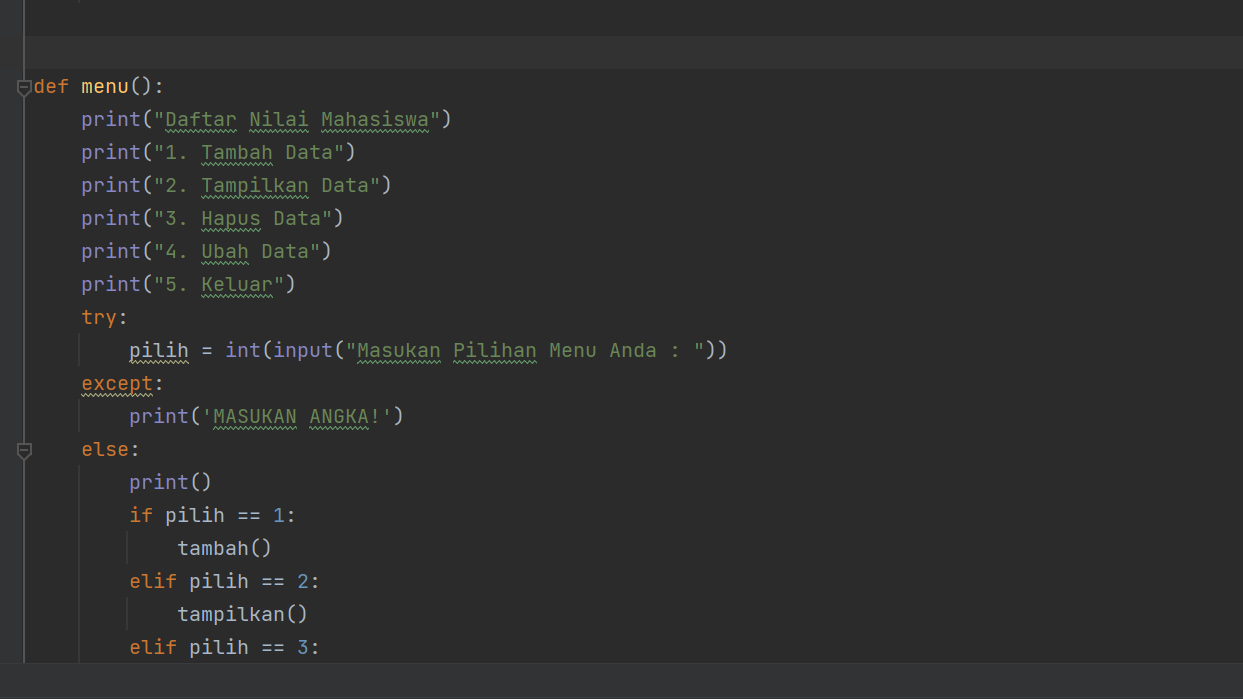 def menu():
    print("Daftar Nilai Mahasiswa")
    print("1. Tambah Data")
    print("2. Tampilkan Data")
    print("3. Hapus Data")
    print("4. Ubah Data")
    print("5. Keluar")
    try:
        pilih = int(input("Masukan Pilihan Menu Anda : "))
    except:
        print('MASUKAN ANGKA!')
    else:
        print()
        if pilih == 1:
            tambah()
        elif pilih == 2:
            tampilkan()
        elif pilih == 3: